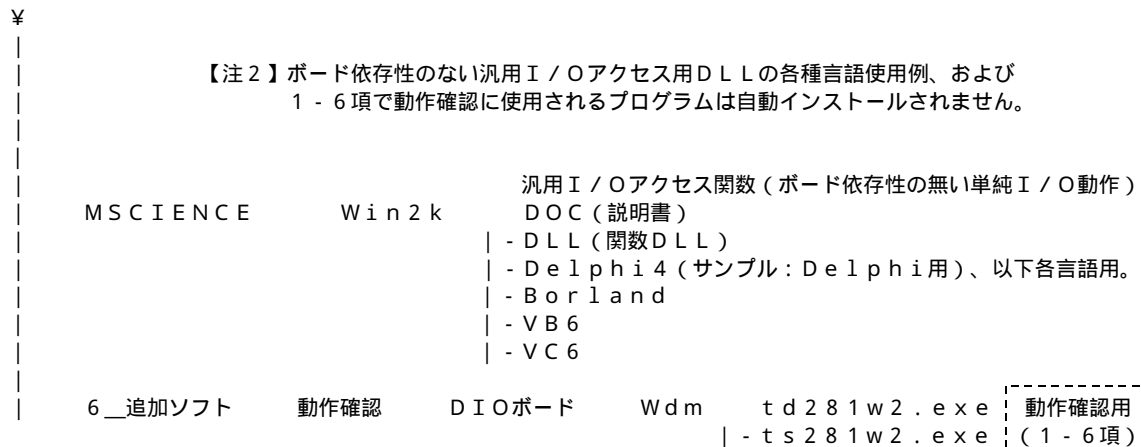 ¥
|
| 【注２】ボード依存性のない汎用Ｉ／Ｏアクセス用ＤＬＬの各種言語使用例、および
| １-６項で動作確認に使用されるプログラムは自動インストールされません。
|
|
| 汎用Ｉ／Ｏアクセス関数(ボード依存性の無い単純Ｉ／Ｏ動作)
| ＭＳＣＩＥＮＣＥ Ｗｉｎ２ｋ ＤＯＣ(説明書)
| |-ＤＬＬ(関数ＤＬＬ)
| |-Ｄｅｌｐｈｉ４(サンプル：Ｄｅｌｐｈｉ用)、以下各言語用。
| |-Ｂｏｒｌａｎｄ
| |-ＶＢ６
| |-ＶＣ６
|
| ６＿追加ソフト 動作確認 ＤＩＯボード Ｗｄｍ ｔｄ２８１ｗ２．ｅｘｅ 動作確認用
|-ｔｓ２８１ｗ２．ｅｘｅ (１-６項)